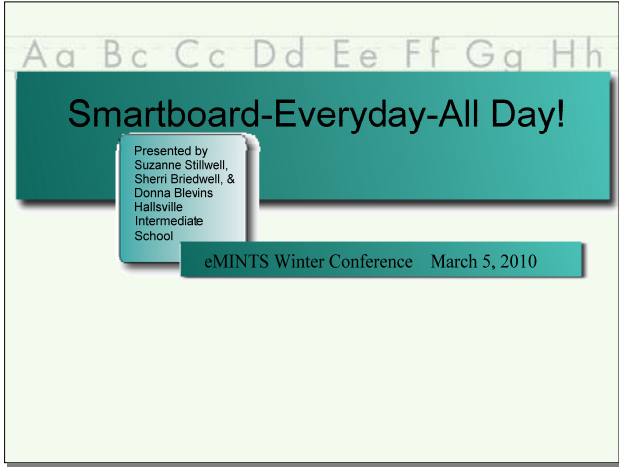 Aa Bc Cc Dd Ee Ff Gg Hh
Smartboard-Everyday-All Day!
Presented by
Suzanne Stillwell,
Sherri Briedwell, &
Donna Blevins
Hallsville
Intermediate
School
eMINTS Winter Conference March 5, 2010